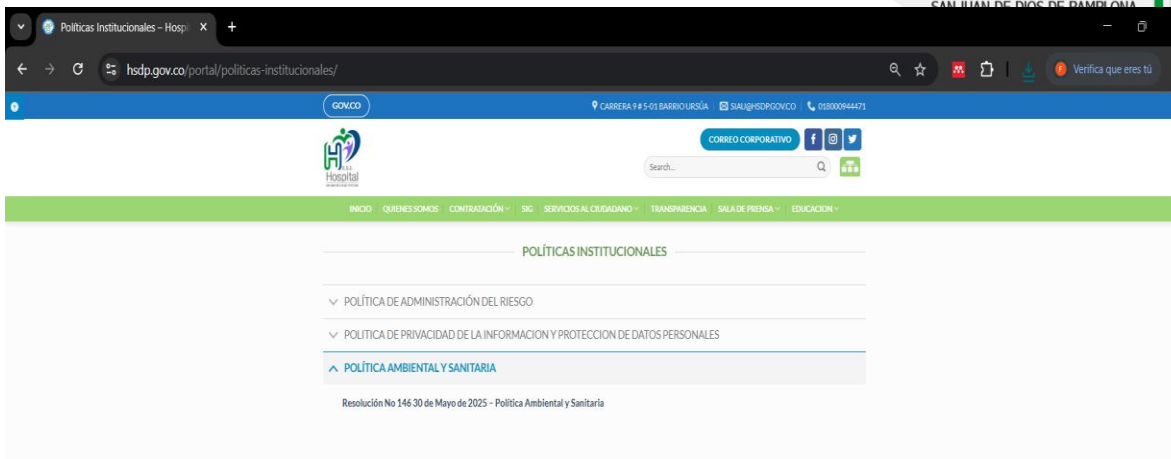 SAN JUAN DE DIOS DE PAMPLONA
Políticas Institucionales – Hospi
hsdp.gov.co/portal/politicas-institucionales/
Verifica que eres tú
GOV.CO
CARRERA 9 # 5-01 BARRIO URSÚA
SIAU@HSDP.GOV.CO
018000944471
CORREO CORPORATIVO
Search...
H
E.S.E.
Hospital
INICIO QUIENES SOMOS CONTRATACIÓN SIG SERVICIOS AL CIUDADANO TRANSPARENCIA SALA DE PRENSA EDUCACION
POLÍTICAS INSTITUCIONALES
POLÍTICA DE ADMINISTRACIÓN DEL RIESGO
POLITICA DE PRIVACIDAD DE LA INFORMACION Y PROTECCION DE DATOS PERSONALES
POLÍTICA AMBIENTAL Y SANITARIA
Resolución No 146 30 de Mayo de 2025 – Política Ambiental y Sanitaria